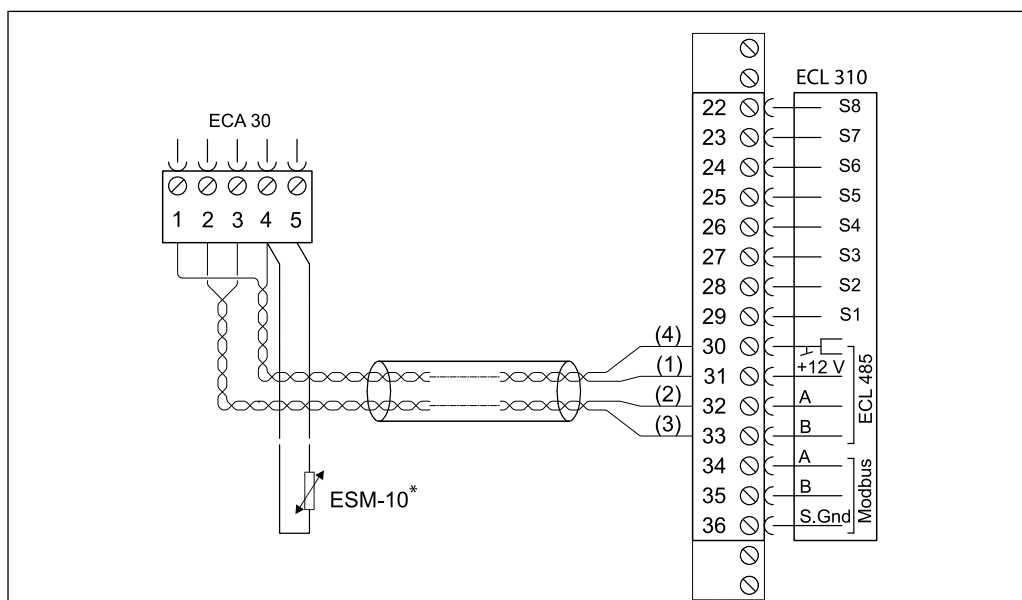 ECL 310
ECA 30
1 2 3 4 5
22 S8
23 S7
24 S6
25 S5
26 S4
27 S3
28 S2
29 S1
(4) 30
(1) 31 +12 V
(2) 32 A
(3) 33 B
ECL 485
34 A
35 B
36 S.Gnd
Modbus
ESM-10*